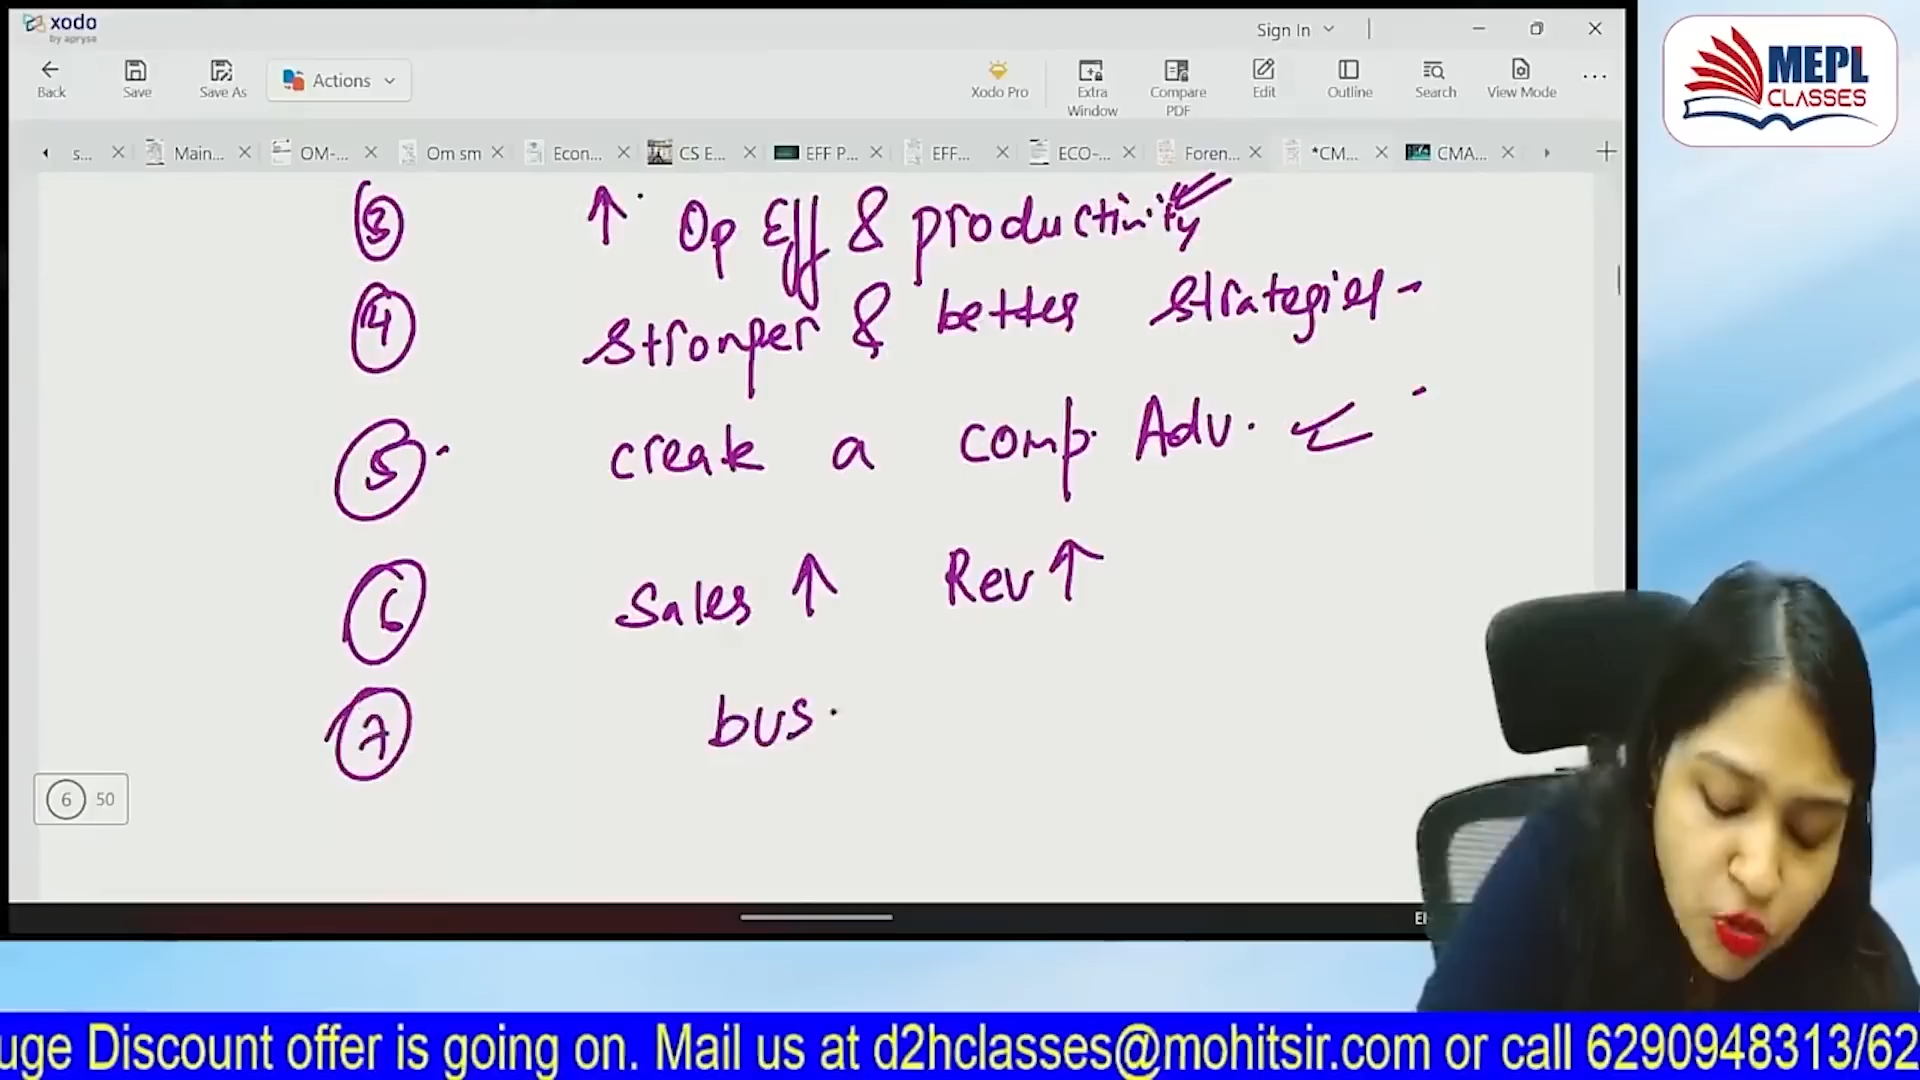 xodo
by apryse
Sign In
Back
Save
Save As
Actions
Xodo Pro
Extra Window
Compare PDF
Edit
Outline
Search
View Mode
s...
Main...
OM-...
Om sm
Econ...
CS E...
EFF P...
EFF...
ECO-...
Foren...
*CM...
CMA...
MEPL
CLASSES
③ ↑ Op Eff & productivity
④ stronger & better strategies
⑤ create a comp. Adv.
⑥ Sales ↑ Rev ↑
⑦ bus.
6 50
uge Discount offer is going on. Mail us at d2hclasses@mohitsir.com or call 6290948313/62